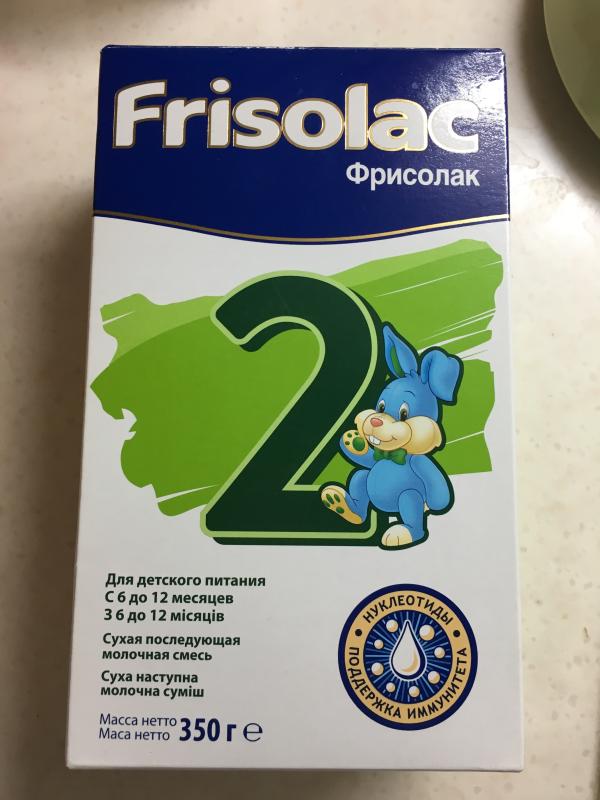 Frisolac
Фрисолак
2
Для детского питания
С 6 до 12 месяцев
З 6 до 12 місяців
Сухая последующая
молочная смесь
Суха наступна
молочна суміш
Масса нетто
Маса нетто
350 г ℮
НУКЛЕОТИДЫ
ПОДДЕРЖКА ИММУНИТЕТА